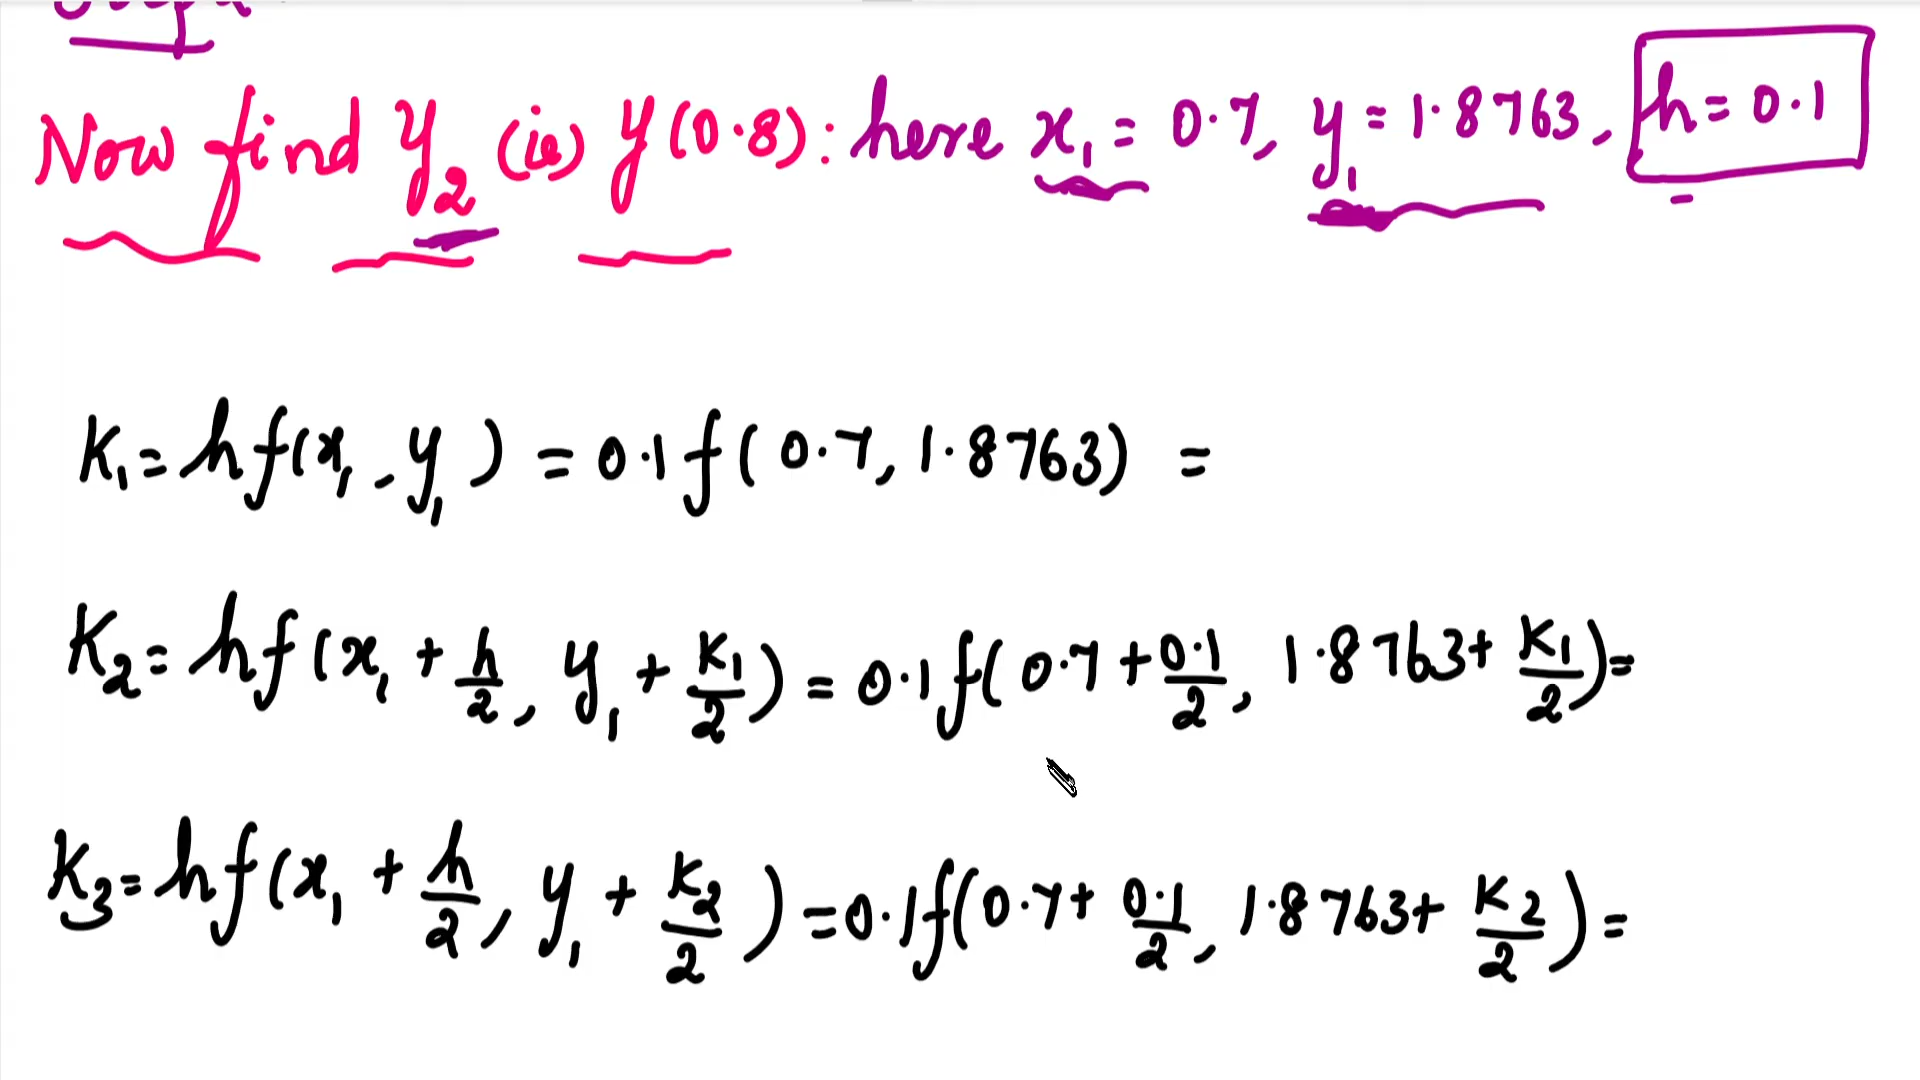 Now find y₂ (ie) y(0.8): here x₁ = 0.7, y₁ = 1.8763, h = 0.1
K₁ = hf(x₁, y₁) = 0.1 f(0.7, 1.8763) =
K₂ = hf(x₁ + h/2, y₁ + K₁/2) = 0.1 f(0.7 + 0.1/2, 1.8763 + K₁/2) =
K₃ = hf(x₁ + h/2, y₁ + K₂/2) = 0.1 f(0.7 + 0.1/2, 1.8763 + K₂/2) =